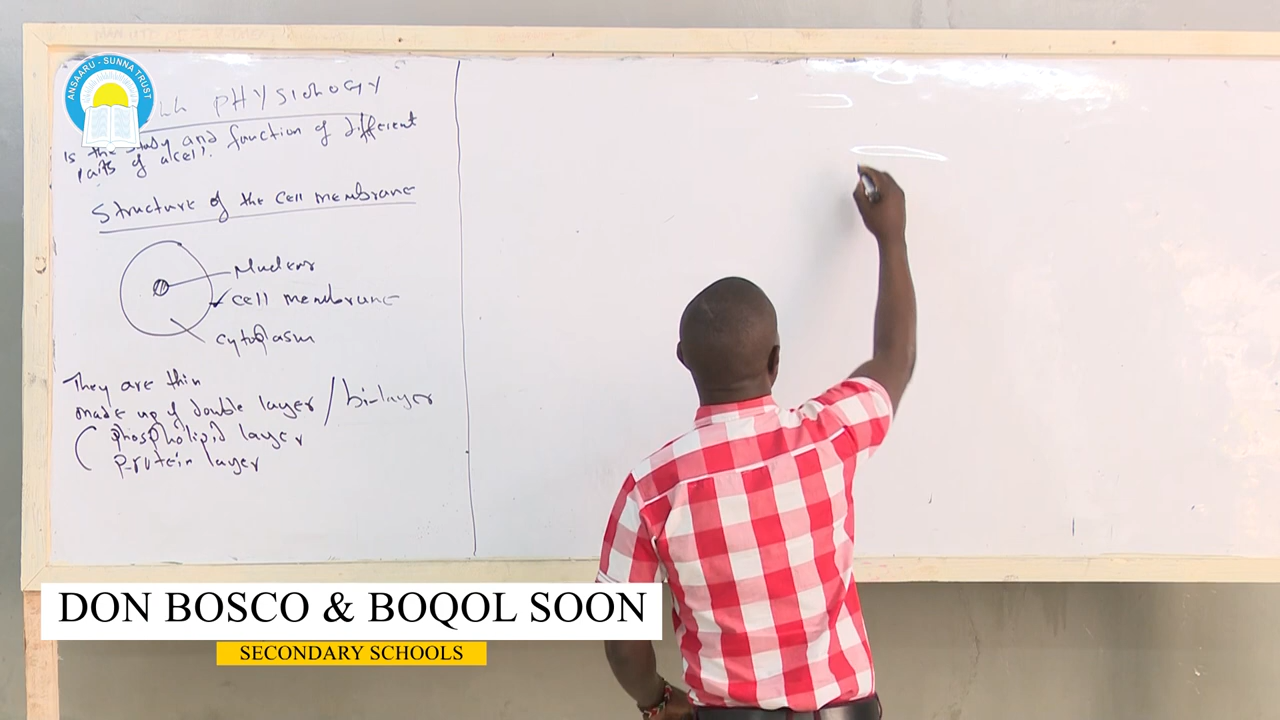 ANSAARU - SUNNA TRUST
PHYSIOLOGY
Is the study and function of different
parts of a cell.
Structure of the cell membrane
Nucleus
cell membrane
cytoplasm
They are thin
made up of double layer / bi-layer
( phospholipid layer
protein layer
DON BOSCO & BOQOL SOON
SECONDARY SCHOOLS